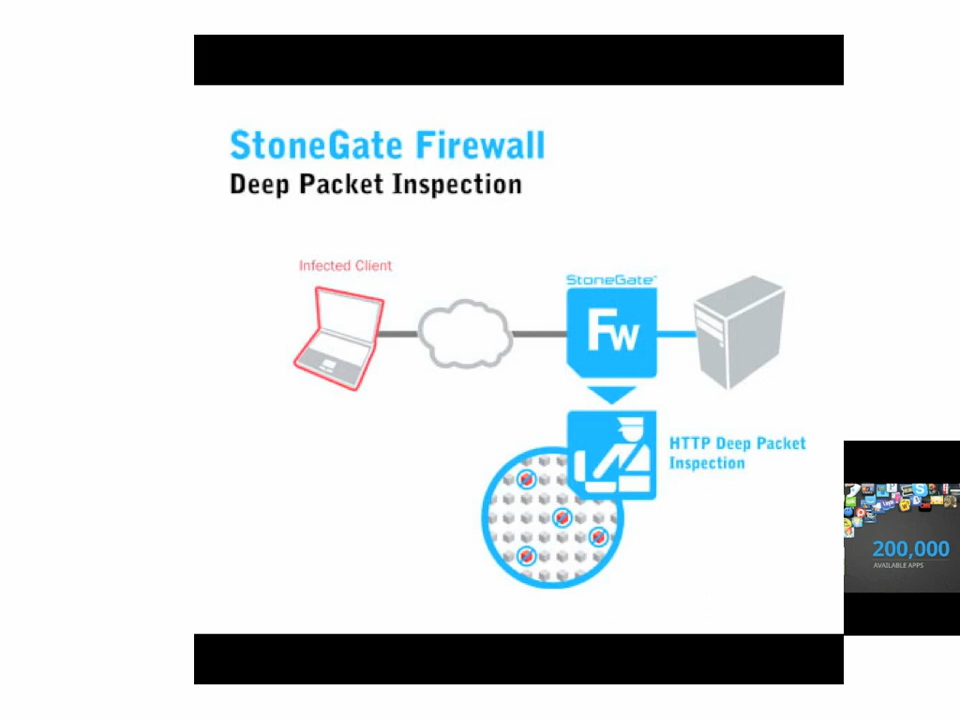 StoneGate Firewall
Deep Packet Inspection
Infected Client
StoneGate
Fw
HTTP Deep Packet
Inspection
200,000
AVAILABLE APPS